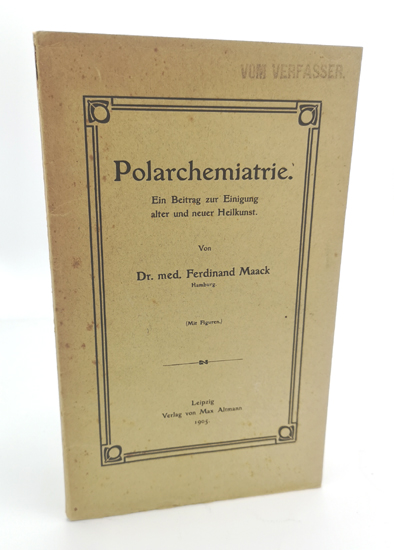 VOM VERFASSER.
Polarchemiatrie.
Ein Beitrag zur Einigung
alter und neuer Heilkunst.
Von
Dr. med. Ferdinand Maack
Hamburg
(Mit Figuren.)
Leipzig
Verlag von Max Altmann
1905.